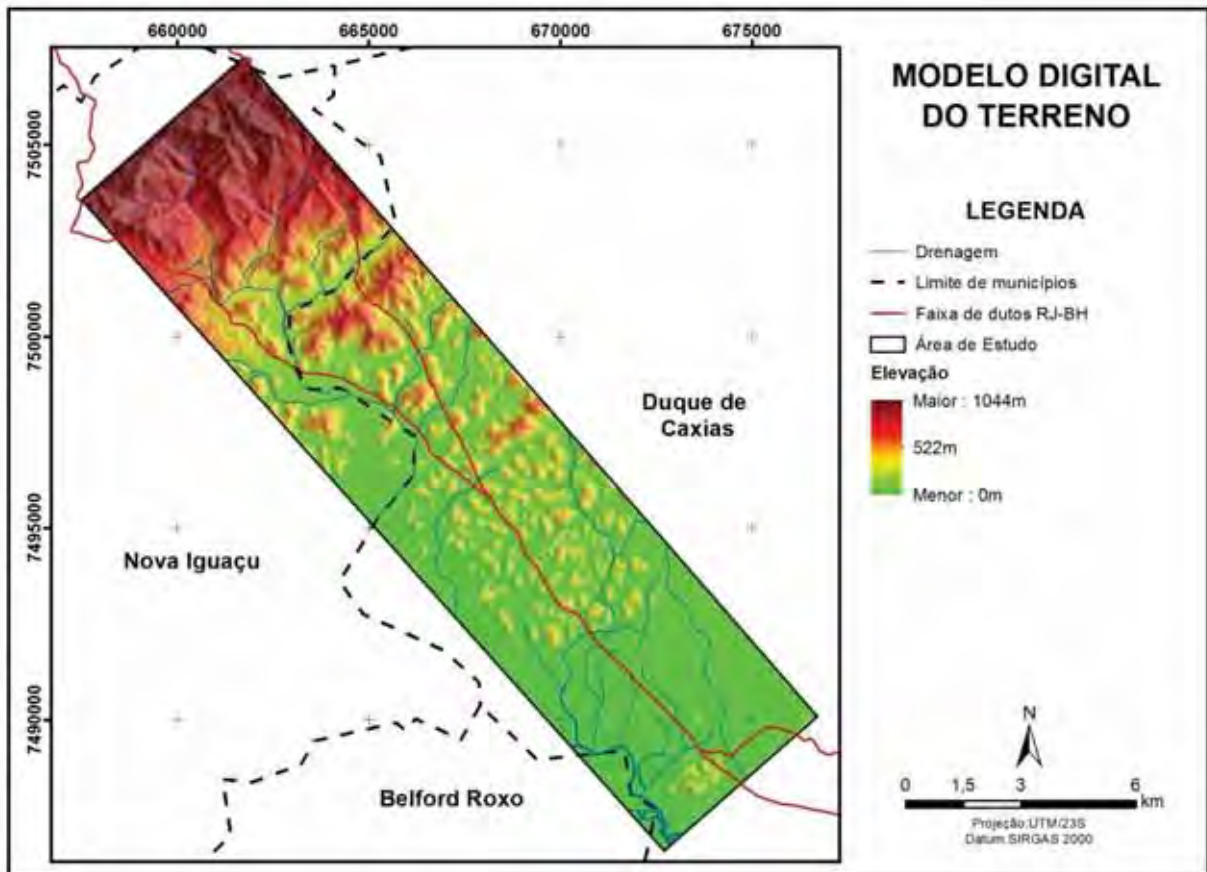 660000 665000 670000 675000
7505000
7500000
7495000
7490000
Duque de
Caxias
Nova Iguaçu
Belford Roxo
MODELO DIGITAL
DO TERRENO
LEGENDA
Drenagem
Limite de municípios
Faixa de dutos RJ-BH
Área de Estudo
Elevação
Maior : 1044m
522m
Menor : 0m
N
0 1,5 3 6
km
Projeção:UTM/23S
Datum:SIRGAS 2000